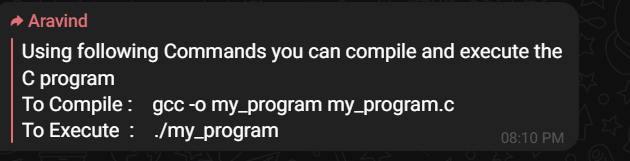 Aravind
Using following Commands you can compile and execute the
C program
To Compile : gcc -o my_program my_program.c
To Execute : ./my_program
08:10 PM